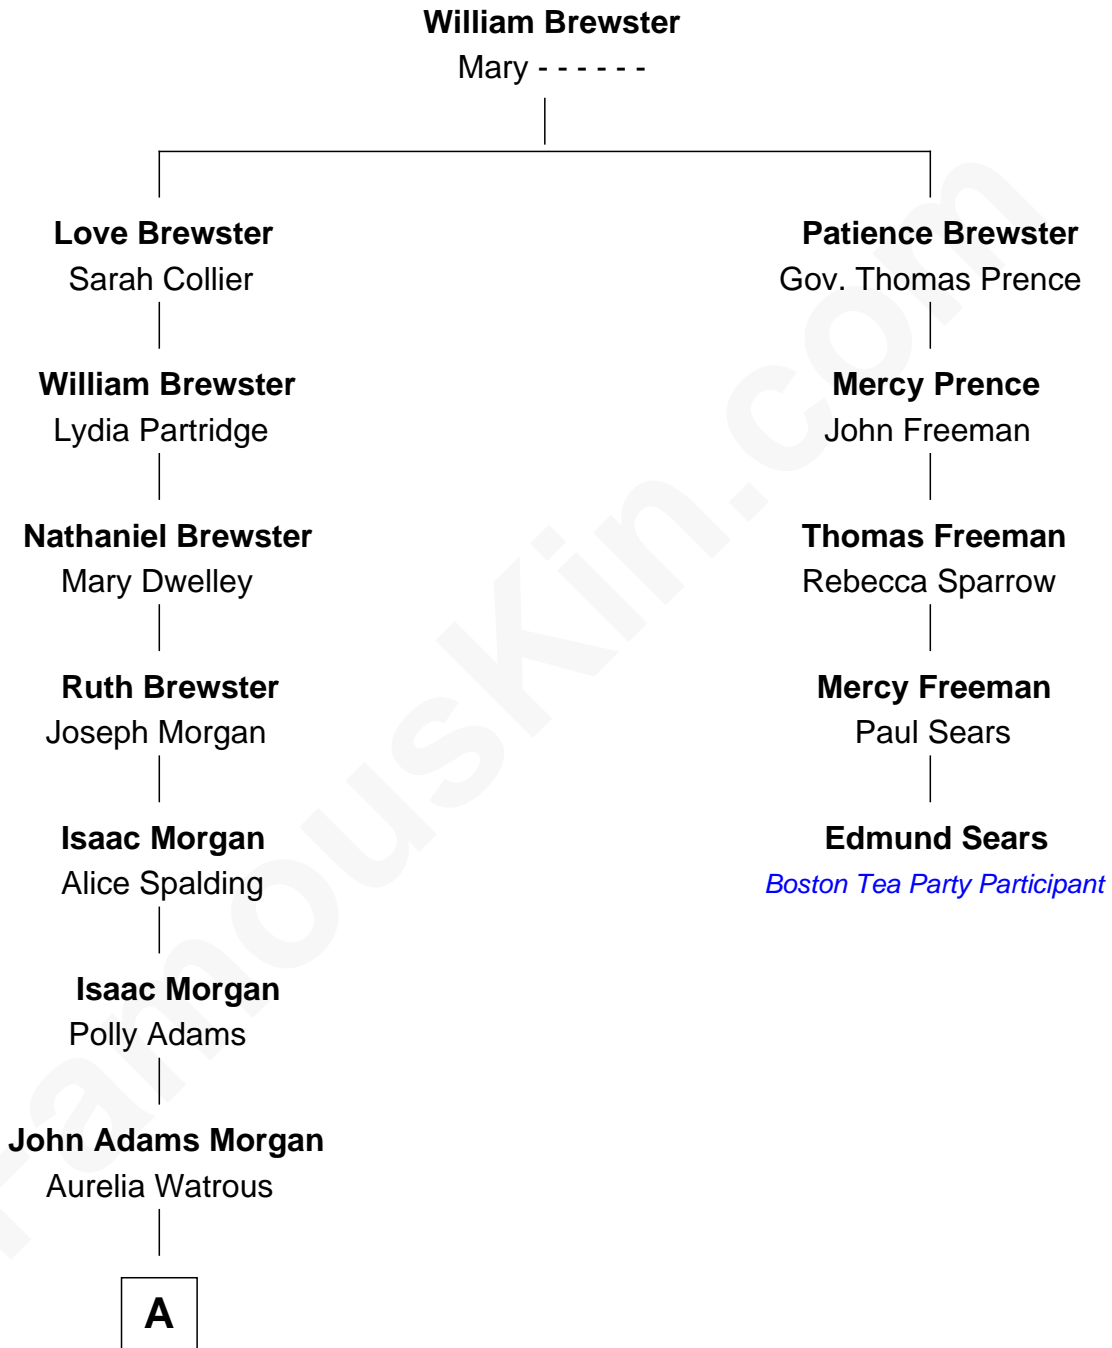 William Brewster
Mary - - - - - -
Love Brewster
Sarah Collier
Patience Brewster
Gov. Thomas Prence
William Brewster
Lydia Partridge
Mercy Prence
John Freeman
Nathaniel Brewster
Mary Dwelley
Thomas Freeman
Rebecca Sparrow
Ruth Brewster
Joseph Morgan
Mercy Freeman
Paul Sears
Isaac Morgan
Alice Spalding
Edmund Sears
Boston Tea Party Participant
Isaac Morgan
Polly Adams
John Adams Morgan
Aurelia Watrous
A
FamousKin.com